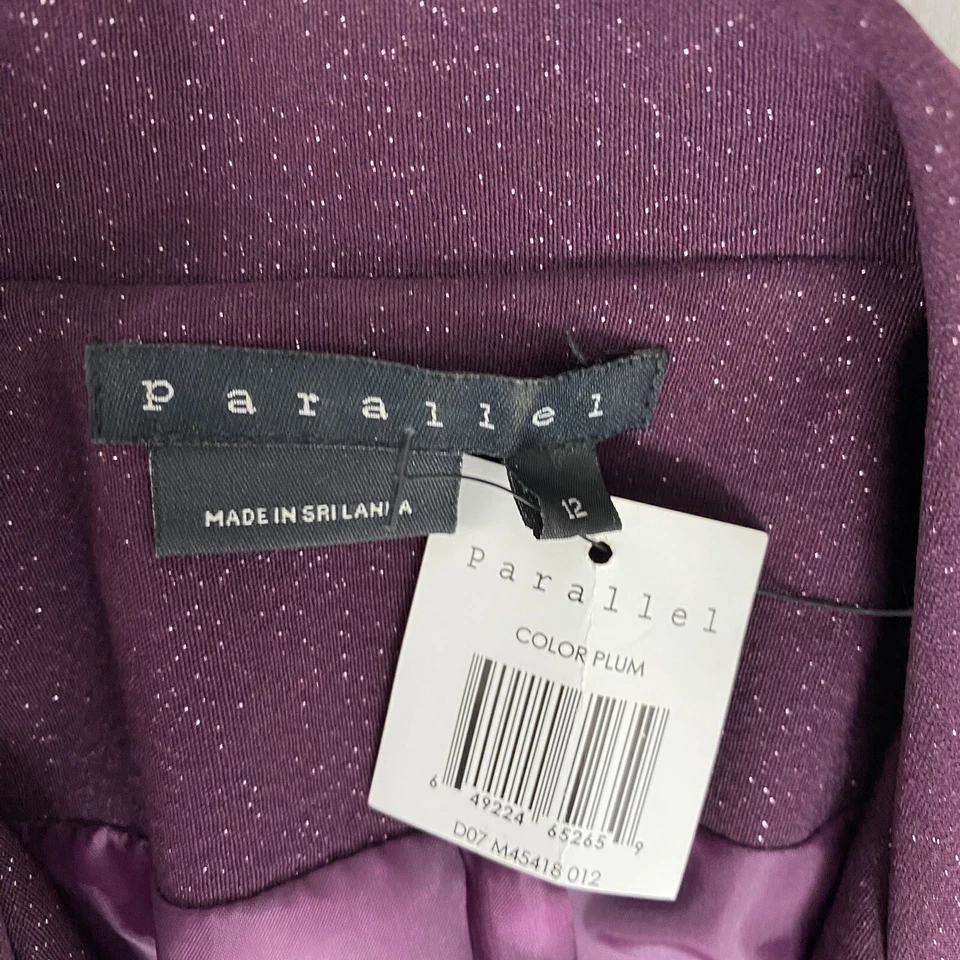 Parallel
MADE IN SRI LANKA
12
Parallel
COLOR PLUM
6 49224 65265 9
D07 M45418 012